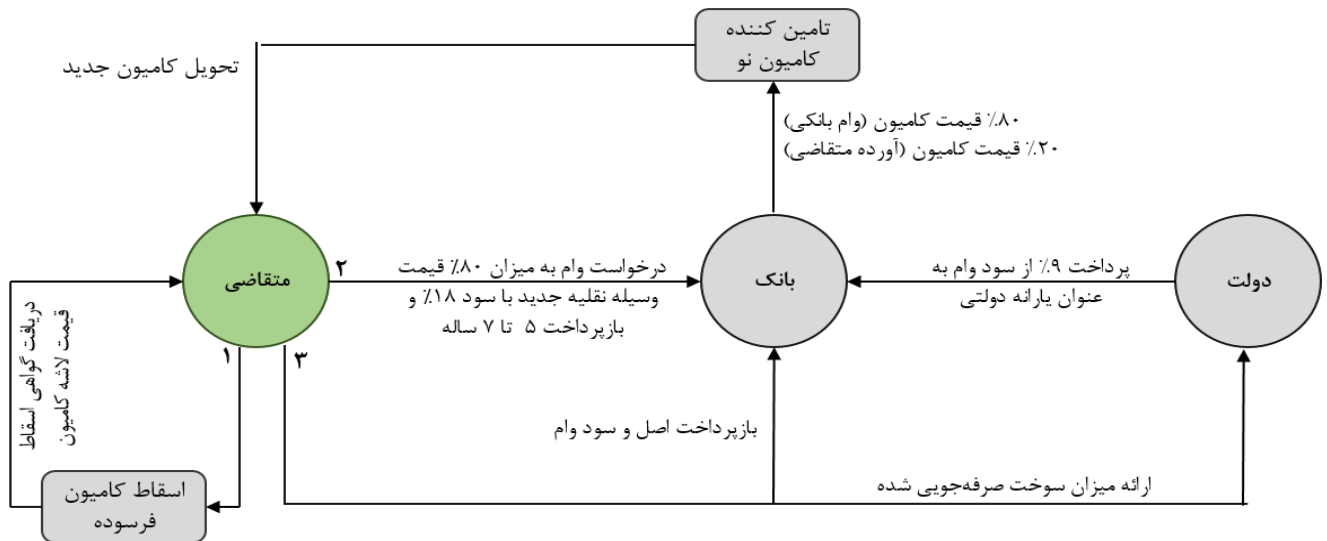 تامین کننده
کامیون نو
تحویل کامیون جدید
۸۰٪ قیمت کامیون (وام بانکی)
۲۰٪ قیمت کامیون (آورده متقاضی)
دولت
پرداخت ۹٪ از سود وام به
عنوان یارانه دولتی
بانک
۲
درخواست وام به میزان ۸۰٪ قیمت
وسیله نقلیه جدید با سود ۱۸٪ و
بازپرداخت ۵ تا ۷ ساله
متقاضی
۱
۳
دریافت گواهی اسقاط
قیمت لاشه کامیون
بازپرداخت اصل و سود وام
ارائه میزان سوخت صرفه‌جویی شده
اسقاط کامیون
فرسوده